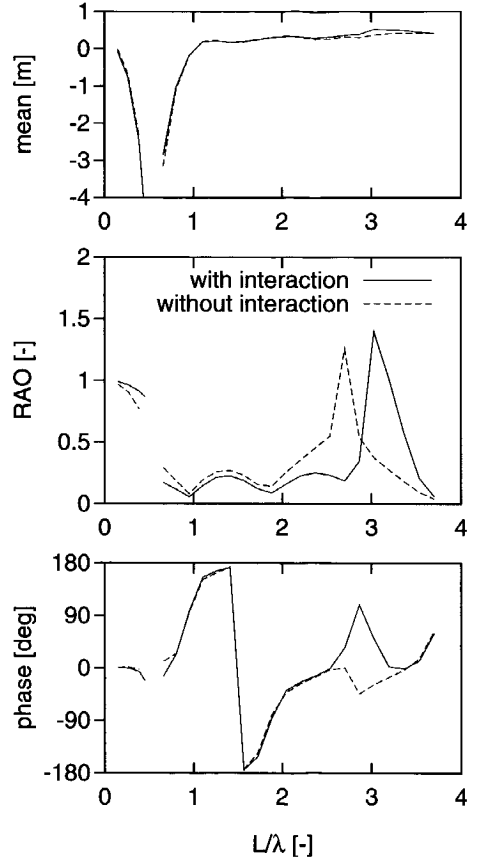 1
0
-1
-2
-3
-4
mean [m]
0 1 2 3 4
2
1.5
1
0.5
0
RAO [-]
with interaction
without interaction
0 1 2 3 4
180
90
0
-90
-180
phase [deg]
0 1 2 3 4
L/λ [-]